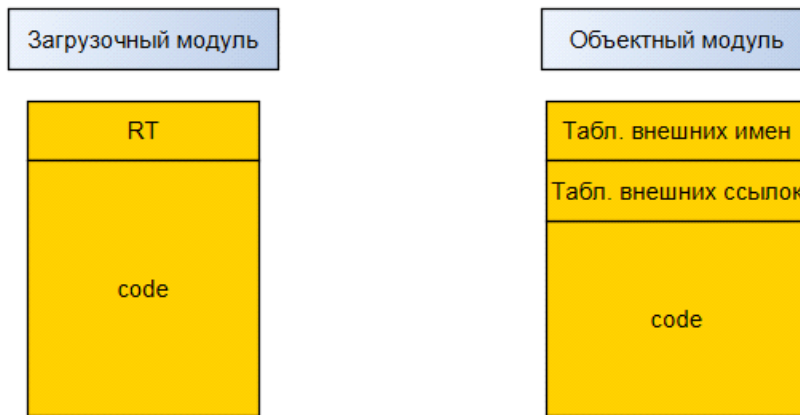 Загрузочный модуль
Объектный модуль
RT
code
Табл. внешних имен
Табл. внешних ссылок
code